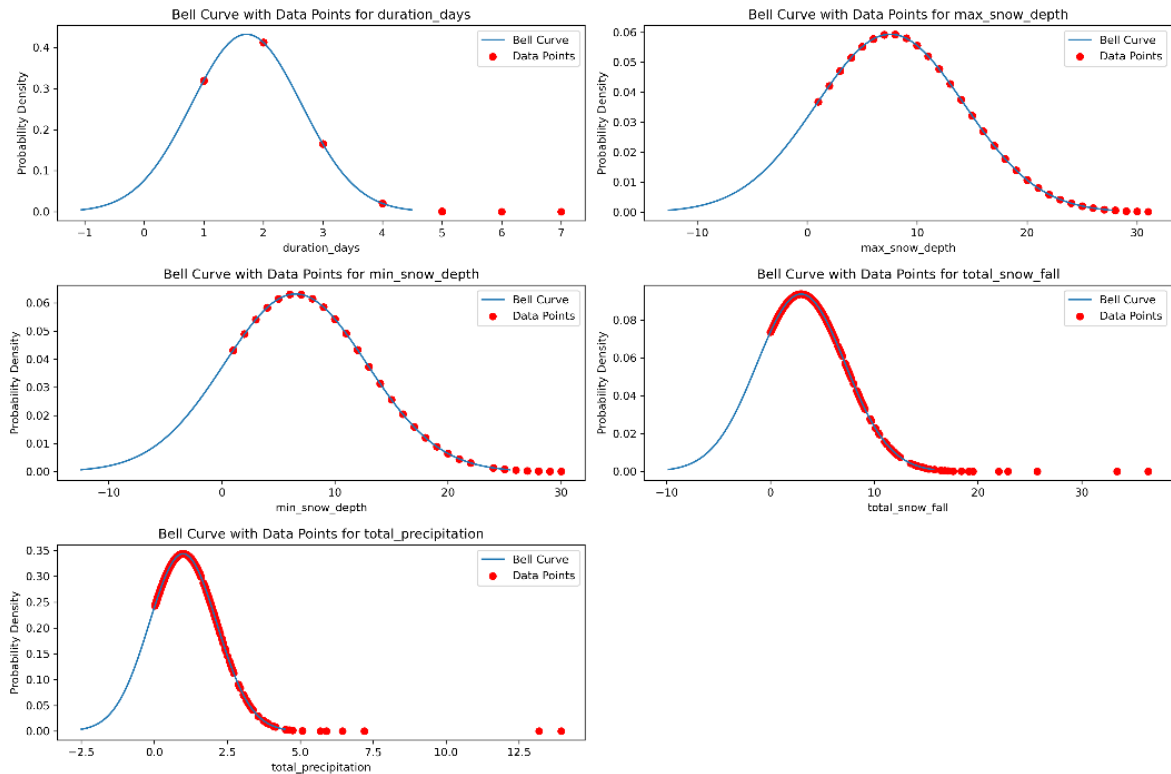 Bell Curve with Data Points for duration_days
Bell Curve
Data Points
Probability Density
0.4
0.3
0.2
0.1
0.0
−1 0 1 2 3 4 5 6 7
duration_days
Bell Curve with Data Points for max_snow_depth
Bell Curve
Data Points
Probability Density
0.06
0.05
0.04
0.03
0.02
0.01
0.00
−10 0 10 20 30
max_snow_depth
Bell Curve with Data Points for min_snow_depth
Bell Curve
Data Points
Probability Density
0.06
0.05
0.04
0.03
0.02
0.01
0.00
−10 0 10 20 30
min_snow_depth
Bell Curve with Data Points for total_snow_fall
Bell Curve
Data Points
Probability Density
0.08
0.06
0.04
0.02
0.00
−10 0 10 20 30
total_snow_fall
Bell Curve with Data Points for total_precipitation
Bell Curve
Data Points
Probability Density
0.35
0.30
0.25
0.20
0.15
0.10
0.05
0.00
−2.5 0.0 2.5 5.0 7.5 10.0 12.5
total_precipitation